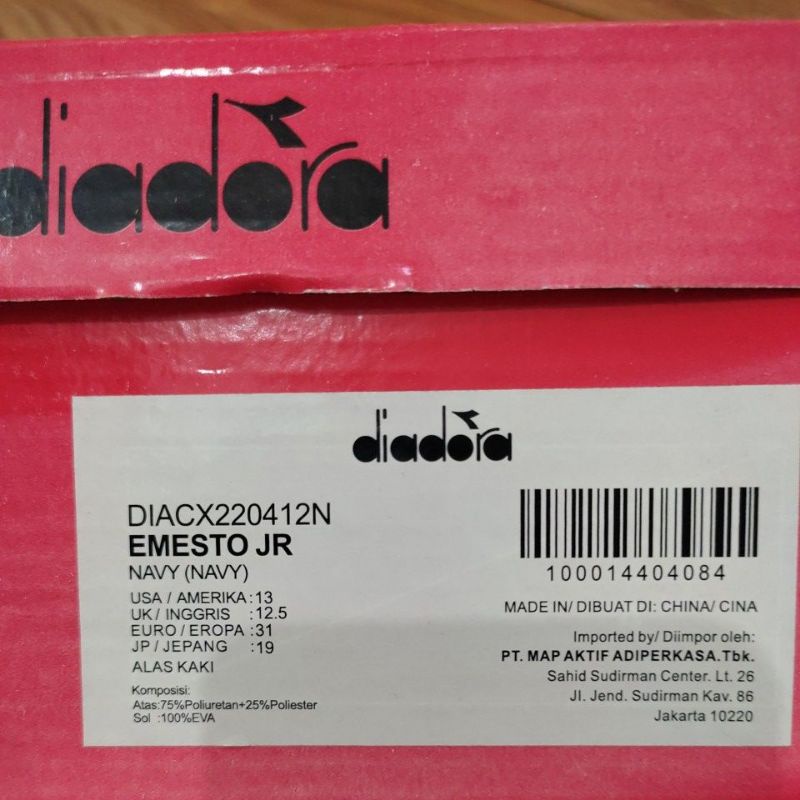 diadora
diadora
DIACX220412N
EMESTO JR
NAVY (NAVY)
USA / AMERIKA :13
UK / INGGRIS :12.5
EURO / EROPA :31
JP / JEPANG :19
ALAS KAKI
Komposisi:
Atas:75%Poliuretan+25%Poliester
Sol :100%EVA
100014404084
MADE IN/ DIBUAT DI: CHINA/ CINA
Imported by/ Diimpor oleh:
PT. MAP AKTIF ADIPERKASA.Tbk.
Sahid Sudirman Center. Lt. 26
Jl. Jend. Sudirman Kav. 86
Jakarta 10220